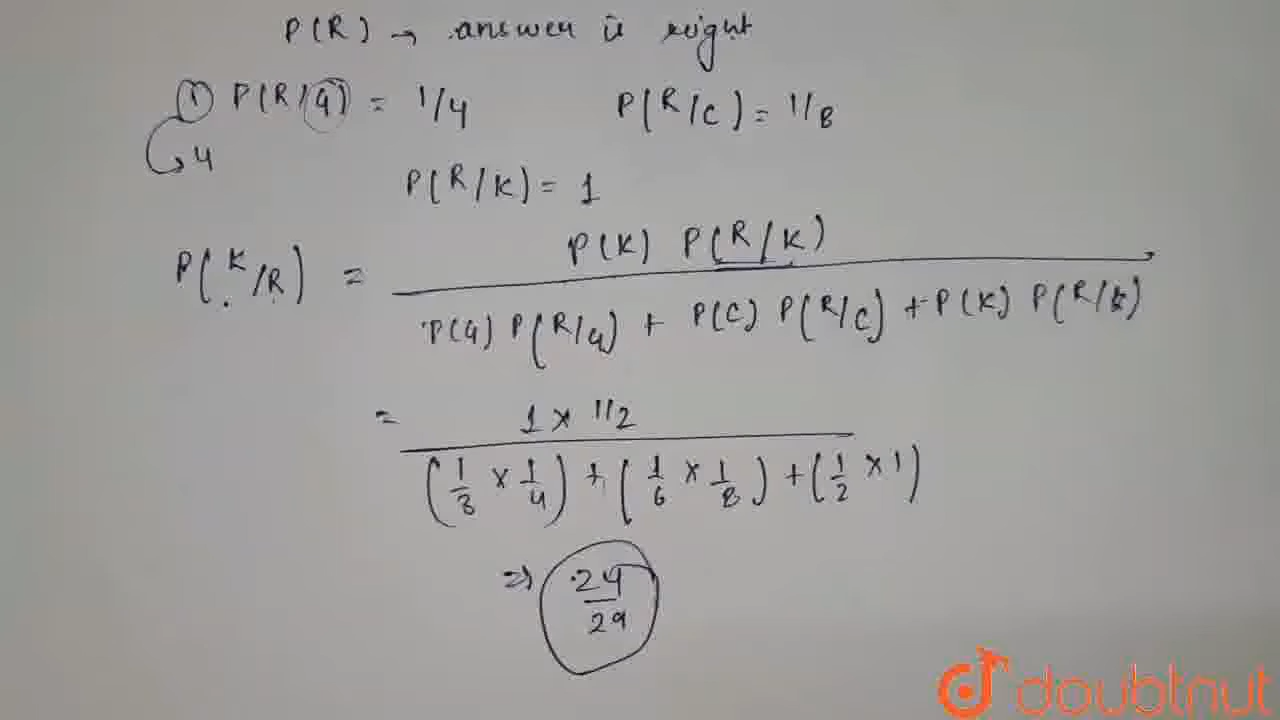 P(R) → answer is right
① P(R/G) = 1/4 P(R/C) = 1/8
↳ 4
P(R/K) = 1
P(K/R) = P(K) P(R/K)
P(G) P(R/G) + P(C) P(R/C) + P(K) P(R/K)
= 1 × 1/2
(1/3 × 1/4) + (1/6 × 1/8) + (1/2 × 1)
⇒ 24/29
doubtnut